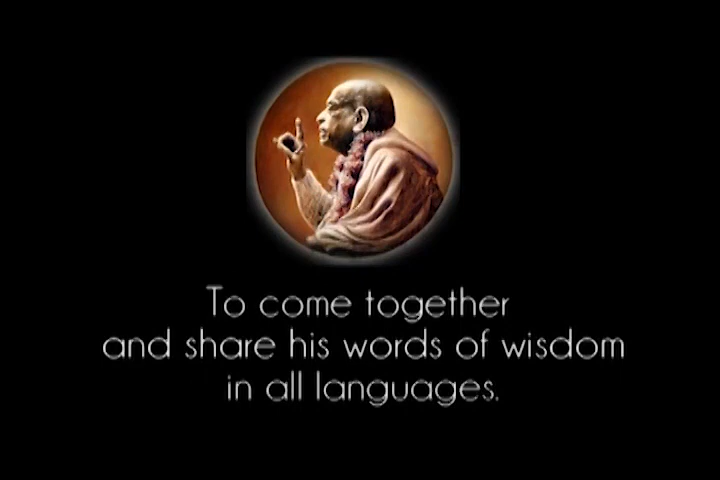 To come together
and share his words of wisdom
in all languages.